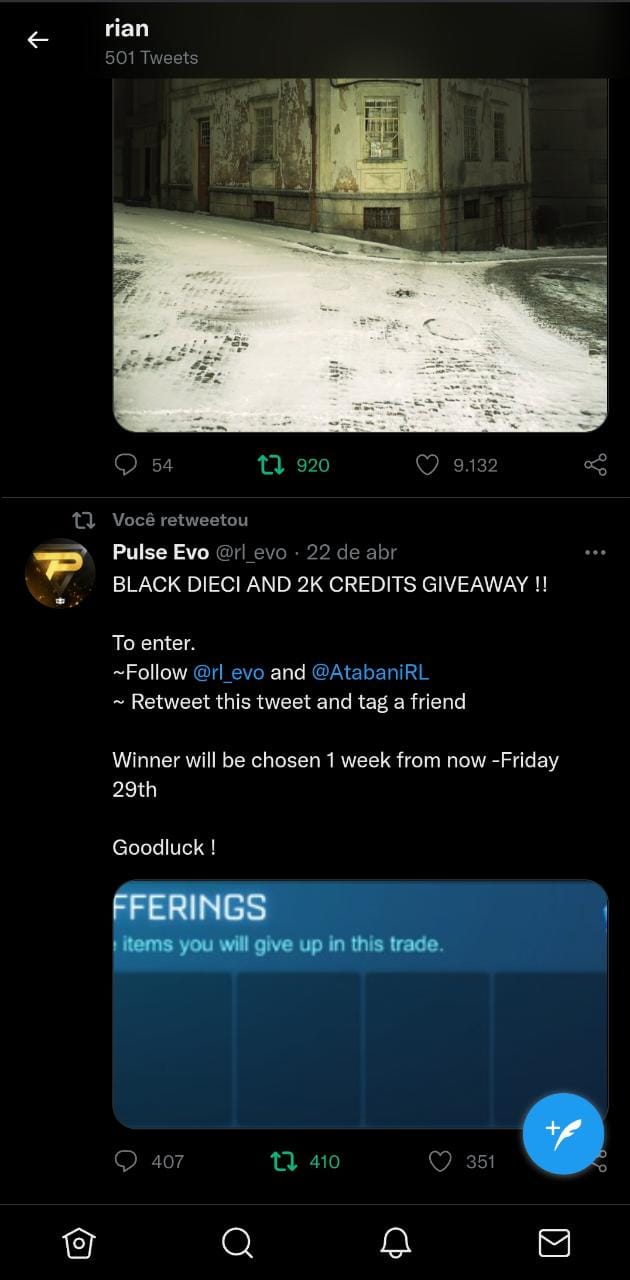 rian
501 Tweets
54
920
9.132
Você retweetou
Pulse Evo @rl_evo · 22 de abr
BLACK DIECI AND 2K CREDITS GIVEAWAY !!
To enter.
~Follow @rl_evo and @AtabaniRL
~ Retweet this tweet and tag a friend
Winner will be chosen 1 week from now -Friday
29th
Goodluck !
FFERINGS
items you will give up in this trade.
407
410
351